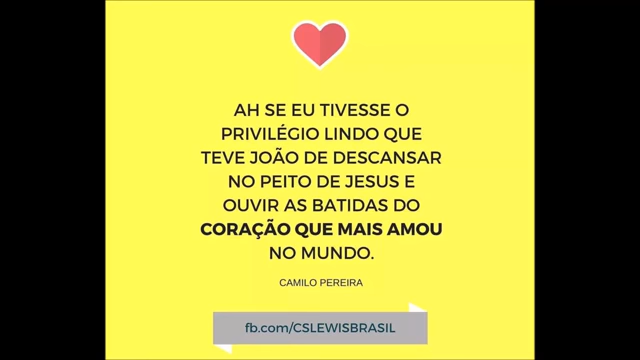 AH SE EU TIVESSE O
PRIVILÉGIO LINDO QUE
TEVE JOÃO DE DESCANSAR
NO PEITO DE JESUS E
OUVIR AS BATIDAS DO
CORAÇÃO QUE MAIS AMOU
NO MUNDO.
CAMILO PEREIRA
fb.com/CSLEWISBRASIL